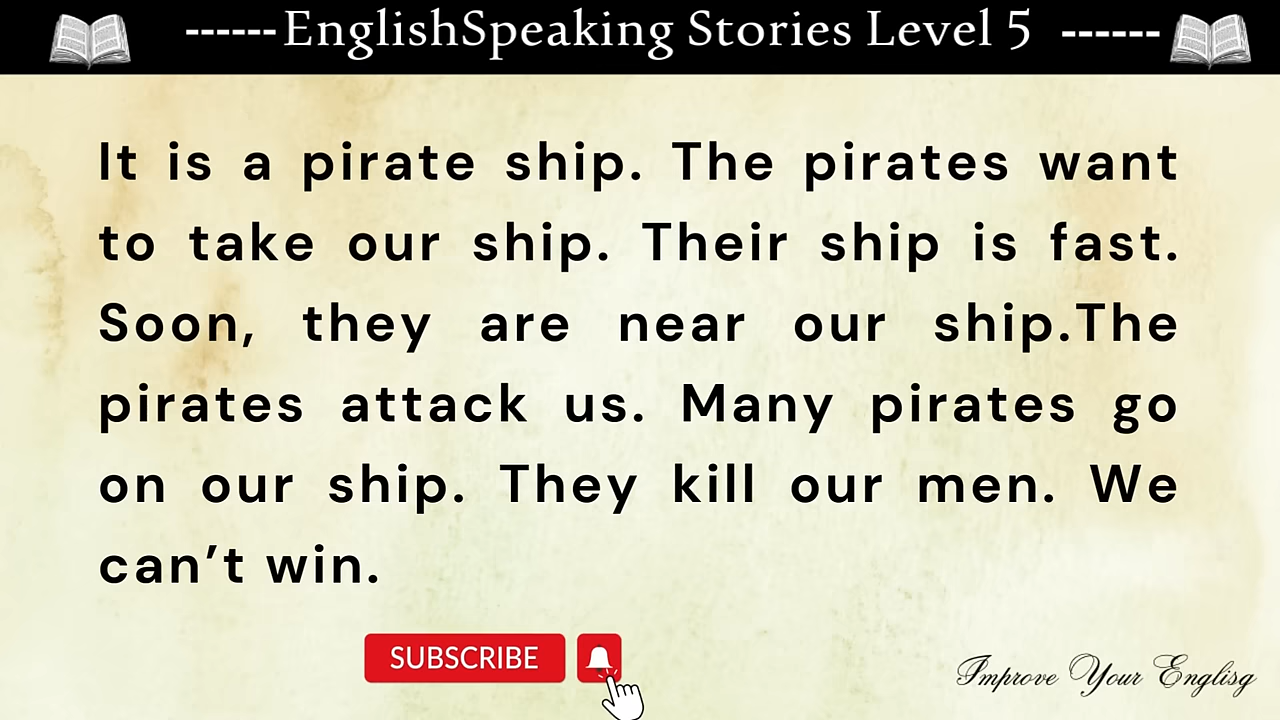 ------EnglishSpeaking Stories Level 5 ------
It is a pirate ship. The pirates want
to take our ship. Their ship is fast.
Soon, they are near our ship.The
pirates attack us. Many pirates go
on our ship. They kill our men. We
can’t win.
SUBSCRIBE
Improve Your Englisg